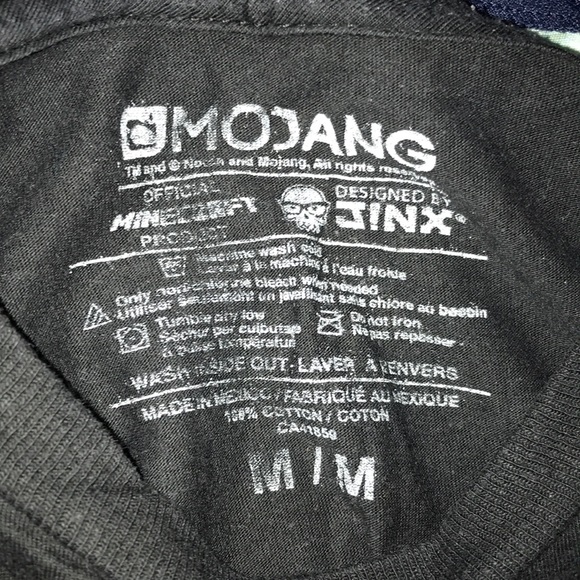 MOJANG
TM and © Notch and Mojang. All rights reserved.
OFFICIAL
MINECRAFT
PRODUCT
DESIGNED BY
JINX®
Machine wash cold
Laver à la machine à l'eau froide
Only non-chlorine bleach when needed
Utiliser seulement un javellisant sans chlore au besoin
Tumble dry low
Sécher par culbutage
à basse température
Do not iron
Ne pas repasser
WASH INSIDE OUT - LAVER À L'ENVERS
MADE IN MEXICO / FABRIQUÉ AU MEXIQUE
100% COTTON / COTON
CA41859
M / M